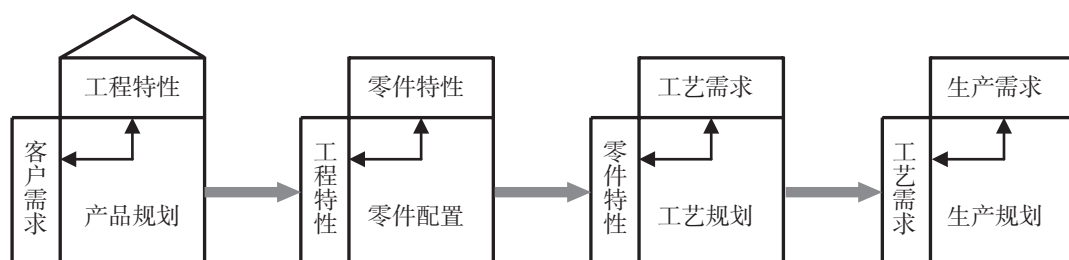 工程特性
客户需求
产品规划
零件特性
工程特性
零件配置
工艺需求
零件特性
工艺规划
生产需求
工艺需求
生产规划